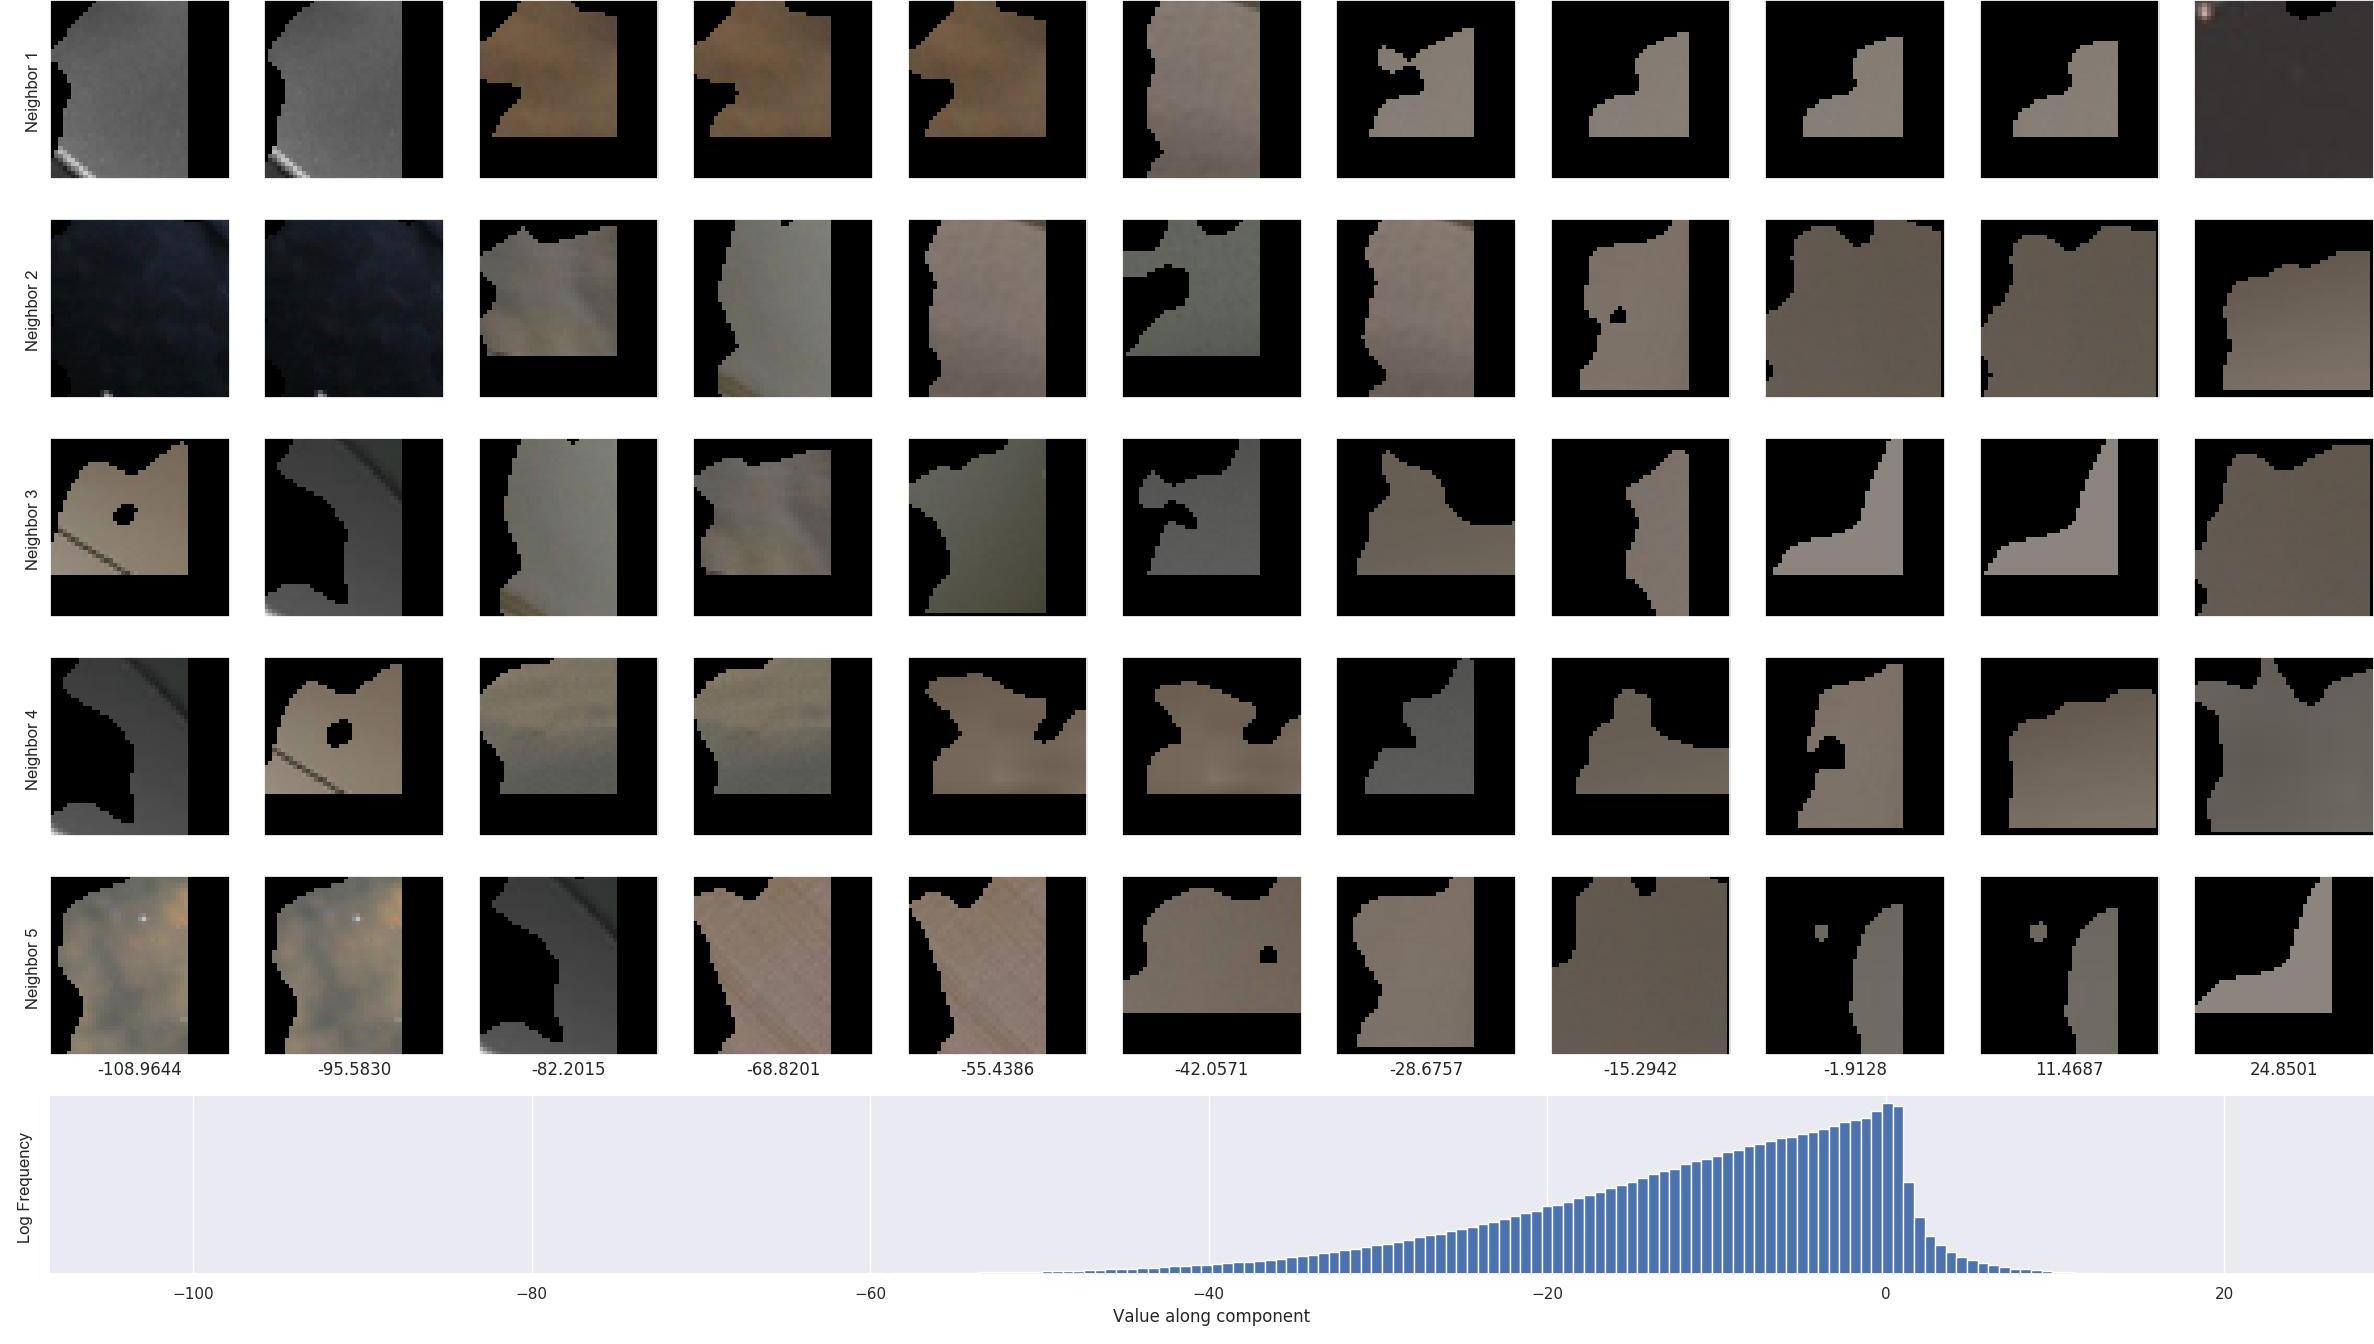 Neighbor 1
Neighbor 2
Neighbor 3
Neighbor 4
Neighbor 5
-108.9644 -95.5830 -82.2015 -68.8201 -55.4386 -42.0571 -28.6757 -15.2942 -1.9128 11.4687 24.8501
Log Frequency
−100 −80 −60 −40 −20 0 20
Value along component